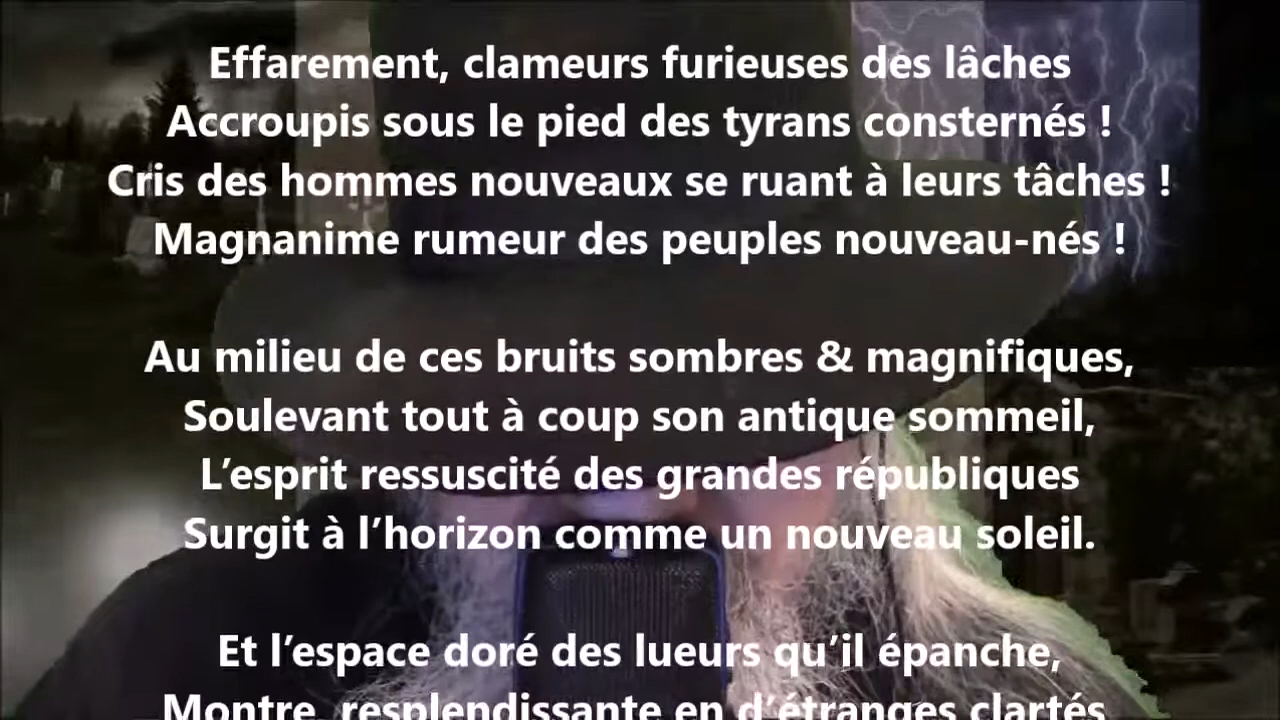 Effarement, clameurs furieuses des lâches
Accroupis sous le pied des tyrans consternés !
Cris des hommes nouveaux se ruant à leurs tâches !
Magnanime rumeur des peuples nouveau-nés !
Au milieu de ces bruits sombres & magnifiques,
Soulevant tout à coup son antique sommeil,
L’esprit ressuscité des grandes républiques
Surgit à l’horizon comme un nouveau soleil.
Et l’espace doré des lueurs qu’il épanche,
Montre, resplendissante en d’étranges clartés